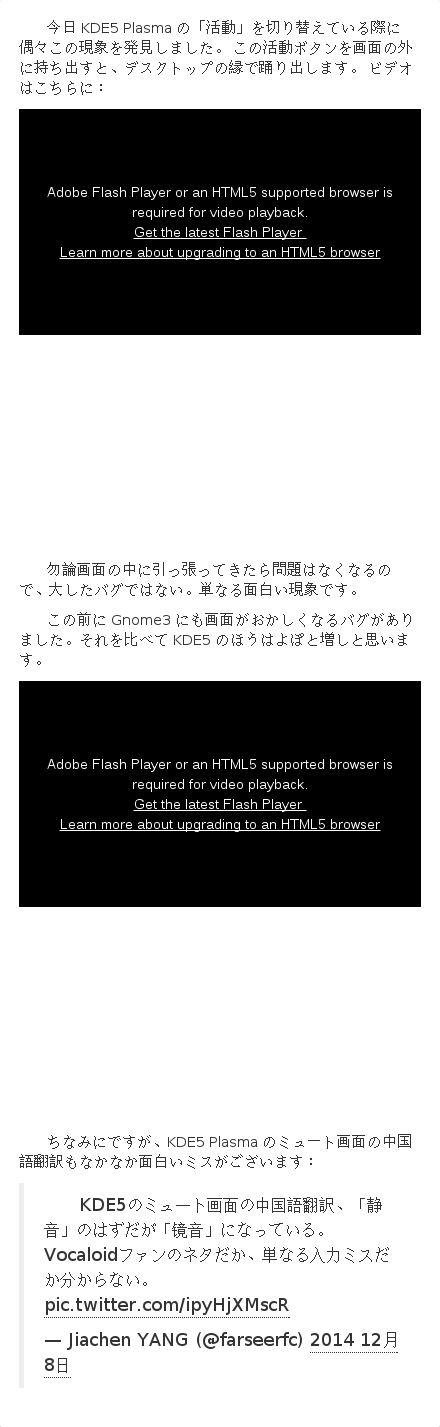 今日 KDE5 Plasma の「活動」を切り替えている際に
偶々この現象を発見しました。 この活動ボタンを画面の外
に持ち出すと、デスクトップの縁で踊り出します。 ビデオ
はこちらに：
Adobe Flash Player or an HTML5 supported browser is
required for video playback.
Get the latest Flash Player
Learn more about upgrading to an HTML5 browser
勿論画面の中に引っ張ってきたら問題はなくなるの
で、大したバグではない。単なる面白い現象です。
この前に Gnome3 にも画面がおかしくなるバグがあり
ました。それを比べて KDE5 のほうはよぽと増しと思いま
す。
Adobe Flash Player or an HTML5 supported browser is
required for video playback.
Get the latest Flash Player
Learn more about upgrading to an HTML5 browser
ちなみにですが、KDE5 Plasma のミュート画面の中国
語翻訳もなかなか面白いミスがございます：
KDE5のミュート画面の中国語翻訳、「静
音」のはずだが「镜音」になっている。
Vocaloidファンのネタだか、単なる入力ミスだ
か分からない。
pic.twitter.com/ipyHjXMscR
— Jiachen YANG (@farseerfc) 2014 12月
8日